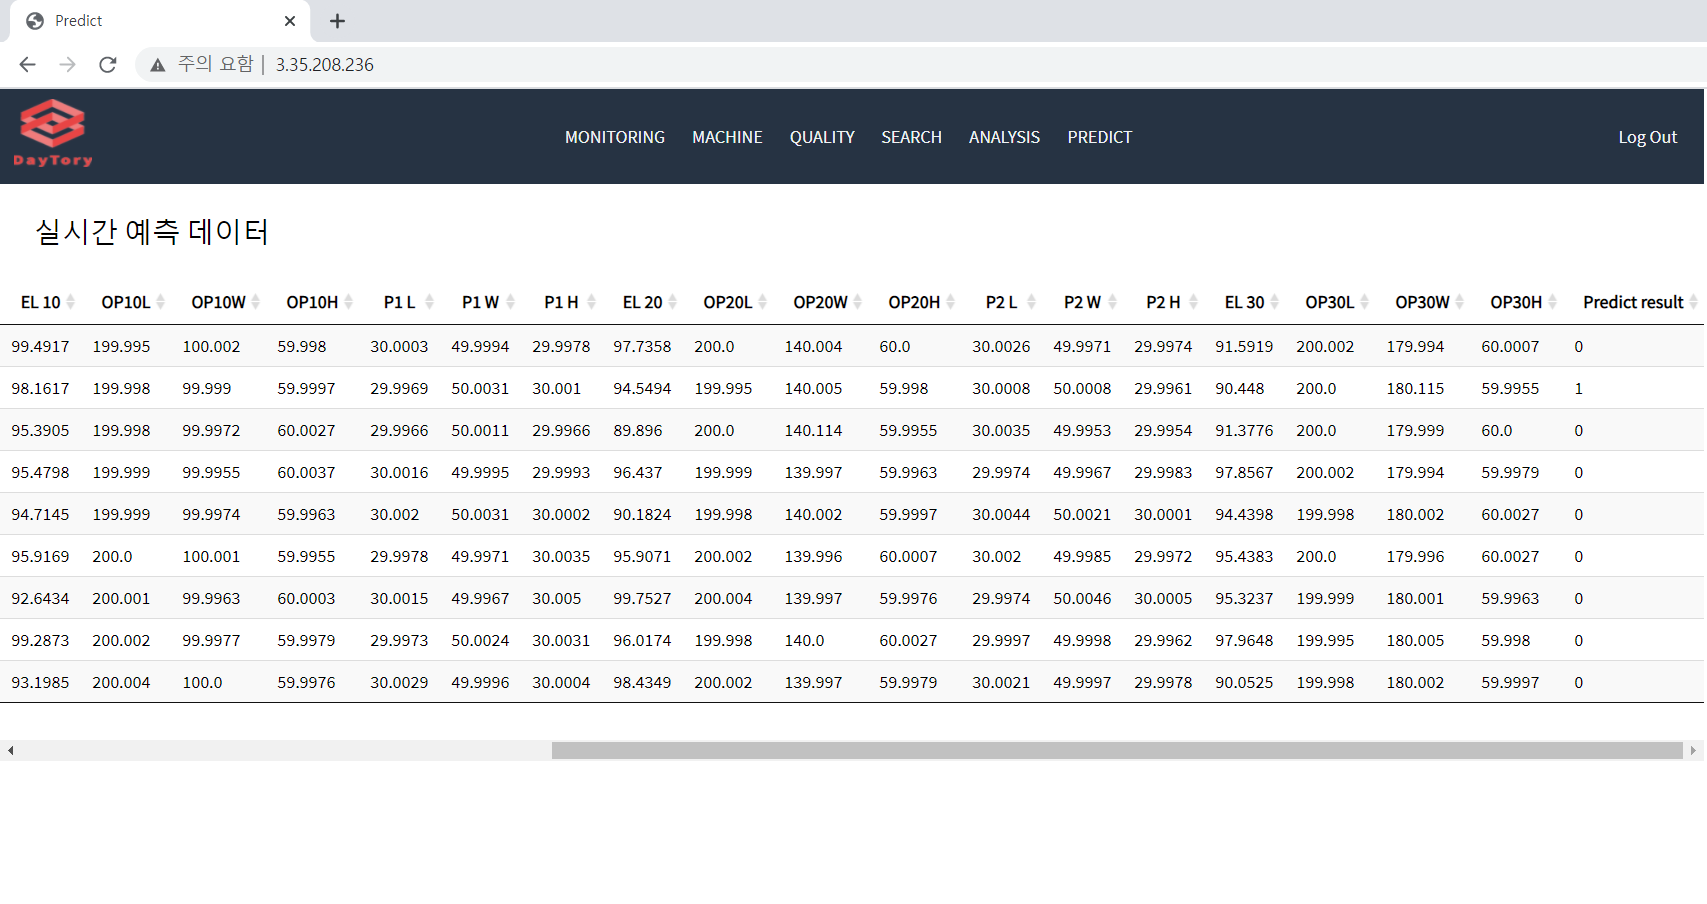 Predict
주의 요함 | 3.35.208.236
DayTory
MONITORING MACHINE QUALITY SEARCH ANALYSIS PREDICT Log Out
실시간 예측 데이터
EL 10 OP10L OP10W OP10H P1 L P1 W P1 H EL 20 OP20L OP20W OP20H P2 L P2 W P2 H EL 30 OP30L OP30W OP30H Predict result
99.4917 199.995 100.002 59.998 30.0003 49.9994 29.9978 97.7358 200.0 140.004 60.0 30.0026 49.9971 29.9974 91.5919 200.002 179.994 60.0007 0
98.1617 199.998 99.999 59.9997 29.9969 50.0031 30.001 94.5494 199.995 140.005 59.998 30.0008 50.0008 29.9961 90.448 200.0 180.115 59.9955 1
95.3905 199.998 99.9972 60.0027 29.9966 50.0011 29.9966 89.896 200.0 140.114 59.9955 30.0035 49.9953 29.9954 91.3776 200.0 179.999 60.0 0
95.4798 199.999 99.9955 60.0037 30.0016 49.9995 29.9993 96.437 199.999 139.997 59.9963 29.9974 49.9967 29.9983 97.8567 200.002 179.994 59.9979 0
94.7145 199.999 99.9974 59.9963 30.002 50.0031 30.0002 90.1824 199.998 140.002 59.9997 30.0044 50.0021 30.0001 94.4398 199.998 180.002 60.0027 0
95.9169 200.0 100.001 59.9955 29.9978 49.9971 30.0035 95.9071 200.002 139.996 60.0007 30.002 49.9985 29.9972 95.4383 200.0 179.996 60.0027 0
92.6434 200.001 99.9963 60.0003 30.0015 49.9967 30.005 99.7527 200.004 139.997 59.9976 29.9974 50.0046 30.0005 95.3237 199.999 180.001 59.9963 0
99.2873 200.002 99.9977 59.9979 29.9973 50.0024 30.0031 96.0174 199.998 140.0 60.0027 29.9997 49.9998 29.9962 97.9648 199.995 180.005 59.998 0
93.1985 200.004 100.0 59.9976 30.0029 49.9996 30.0004 98.4349 200.002 139.997 59.9979 30.0021 49.9997 29.9978 90.0525 199.998 180.002 59.9997 0